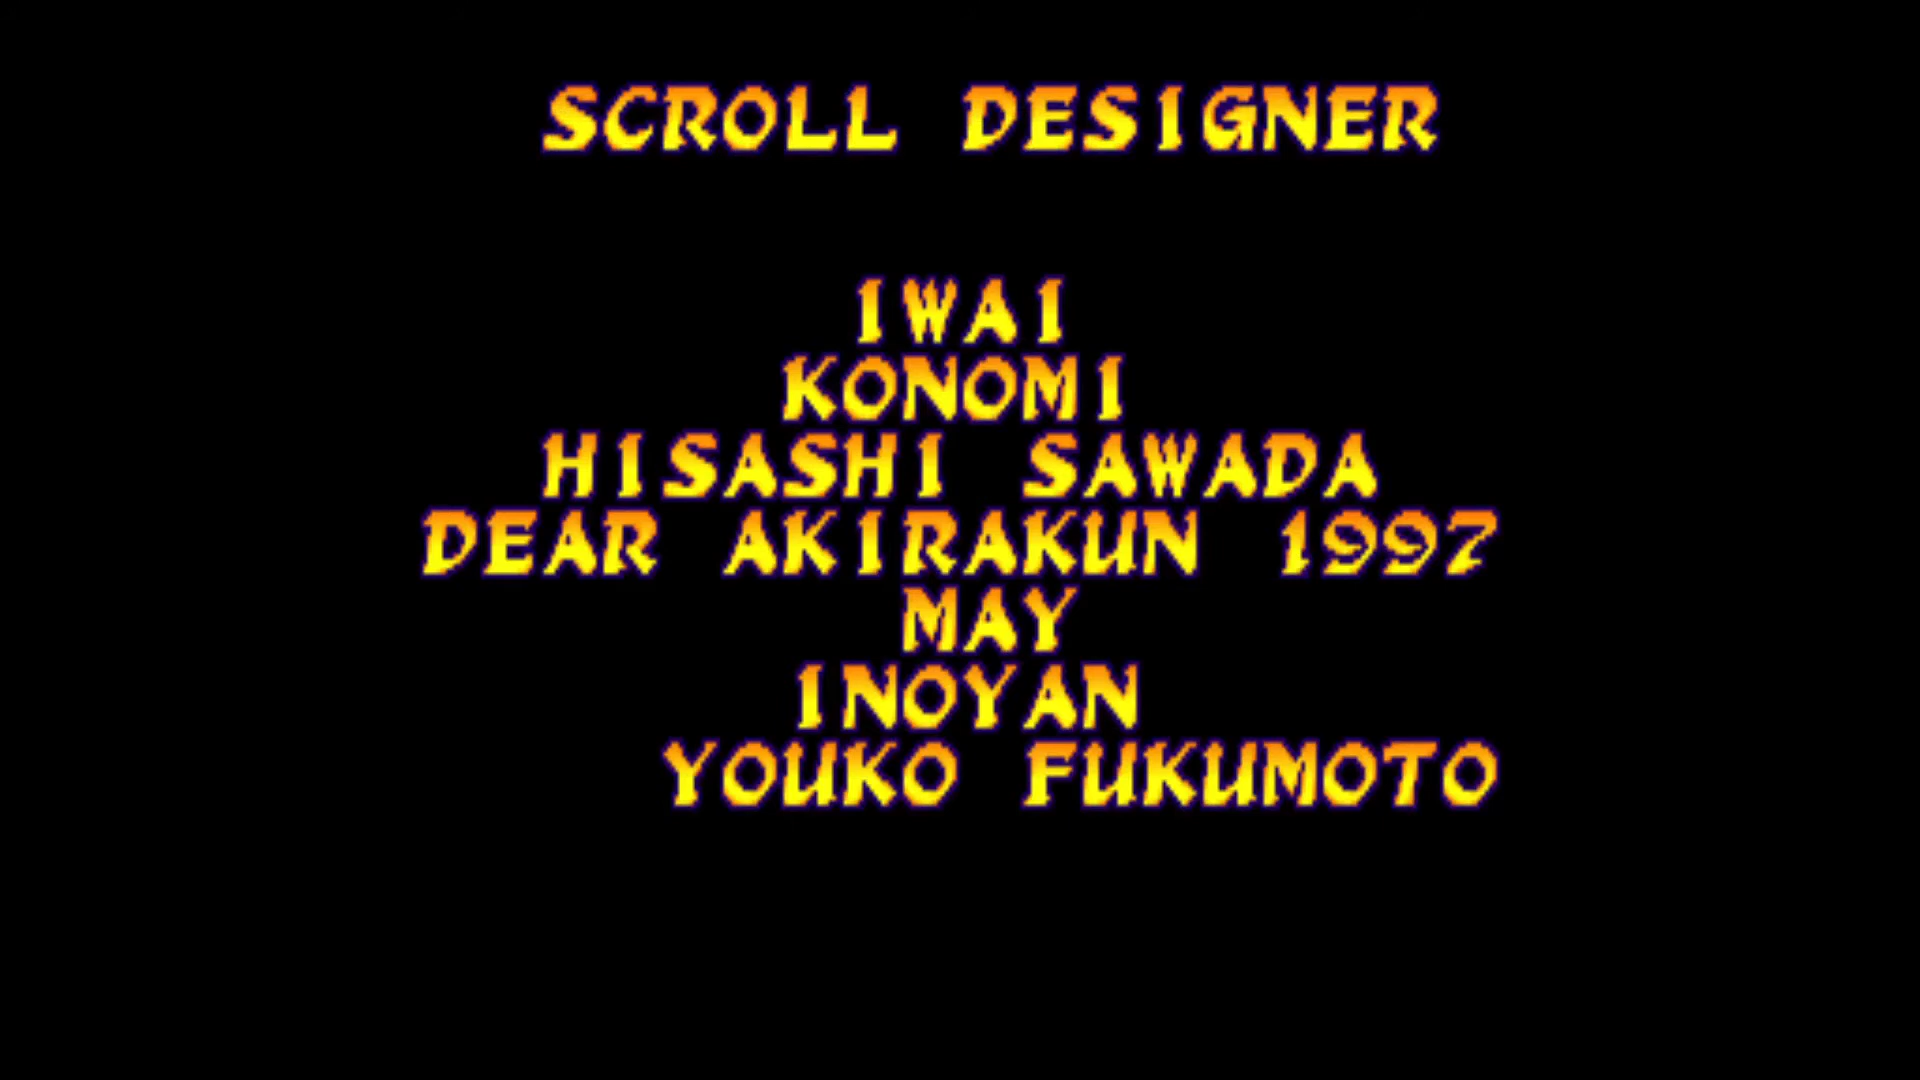 SCROLL DESIGNER
IWAI
KONOMI
HISASHI SAWADA
DEAR AKIRAKUN 1997
MAY
INOYAN
YOUKO FUKUMOTO